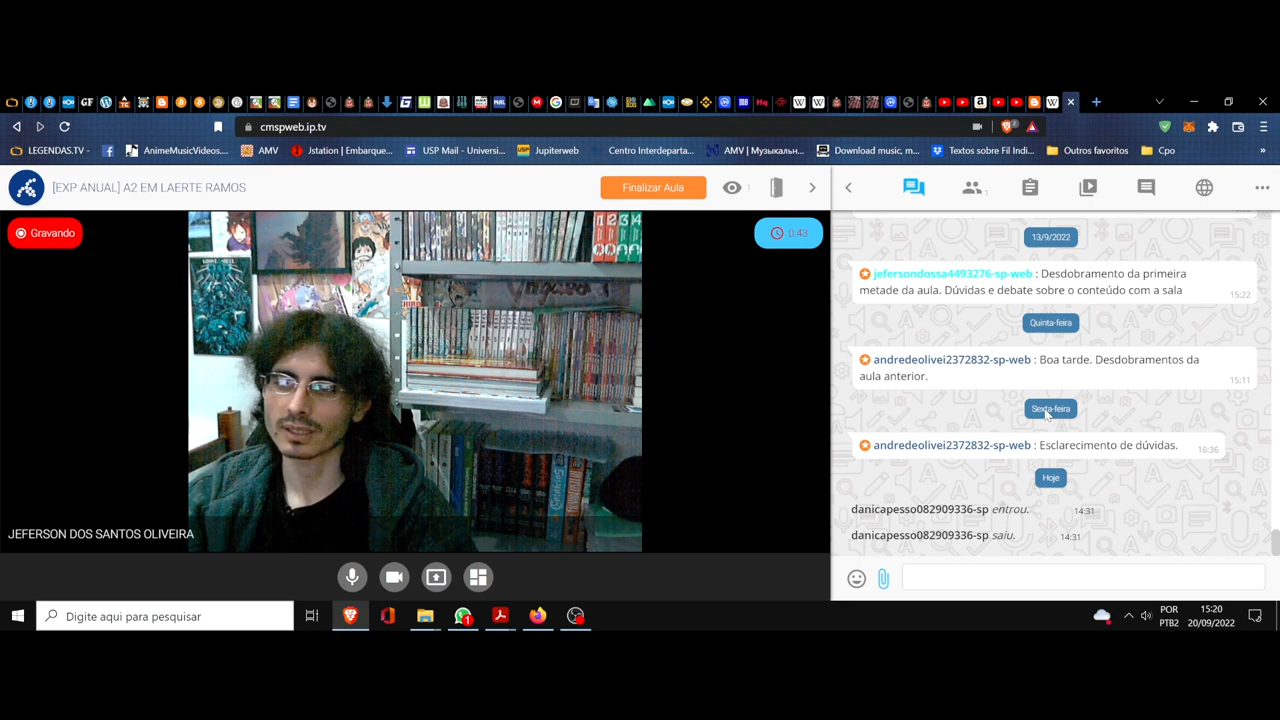 cmspweb.ip.tv
2
LEGENDAS.TV -
AnimeMusicVideos...
AMV
Jstation | Embarque...
USP Mail - Universi...
Jupiterweb
Centro Interdeparta...
AMV | Музыкальн...
Download music, m...
Textos sobre Fil Indi...
Outros favoritos
Cpo
»
[EXP ANUAL] A2 EM LAERTE RAMOS
Finalizar Aula
1
1
Gravando
0:43
JEFERSON DOS SANTOS OLIVEIRA
13/9/2022
jefersondossa4493276-sp-web : Desdobramento da primeira
metade da aula. Dúvidas e debate sobre o conteúdo com a sala
15:22
Quinta-feira
andredeolivei2372832-sp-web : Boa tarde. Desdobramentos da
aula anterior.
15:11
Sexta-feira
andredeolivei2372832-sp-web : Esclarecimento de dúvidas.
16:36
Hoje
danicapesso082909336-sp entrou.
14:31
danicapesso082909336-sp saiu.
14:31
Digite aqui para pesquisar
1
POR
PTB2
15:20
20/09/2022